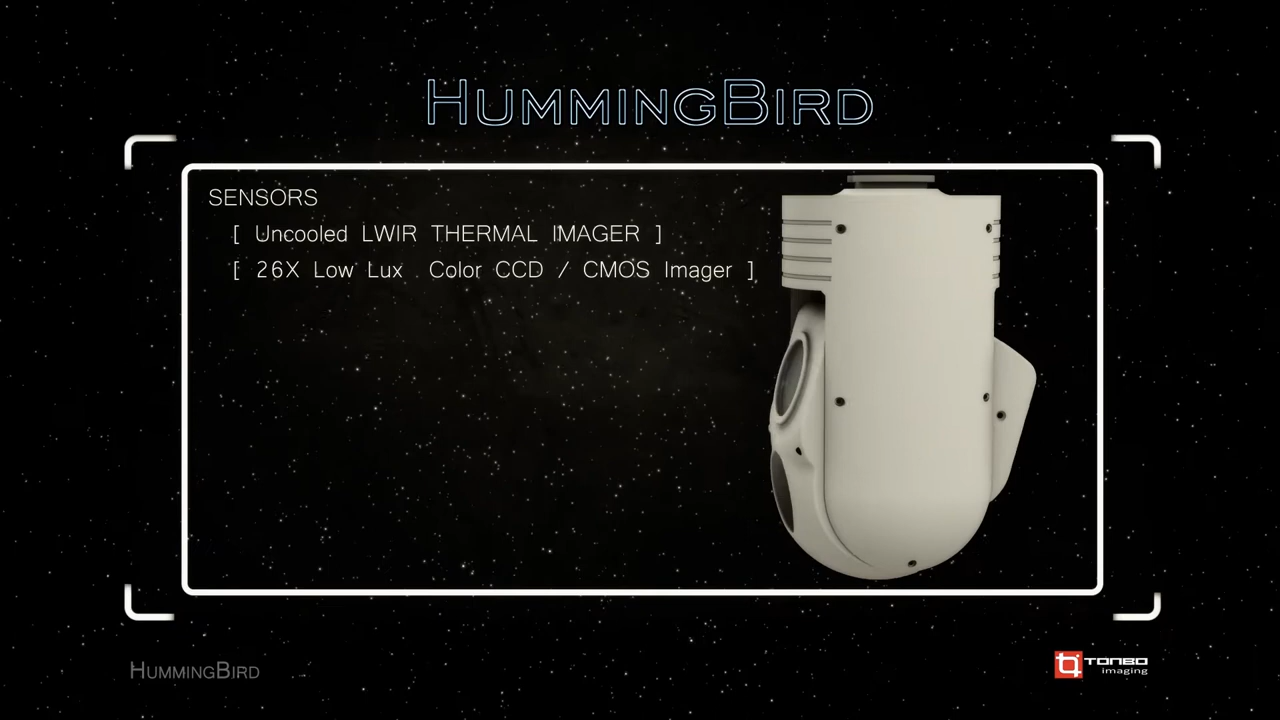 HUMMINGBIRD
SENSORS
[ Uncooled LWIR THERMAL IMAGER ]
[ 26X Low Lux Color CCD / CMOS Imager ]
HUMMINGBIRD
TONBO
imaging